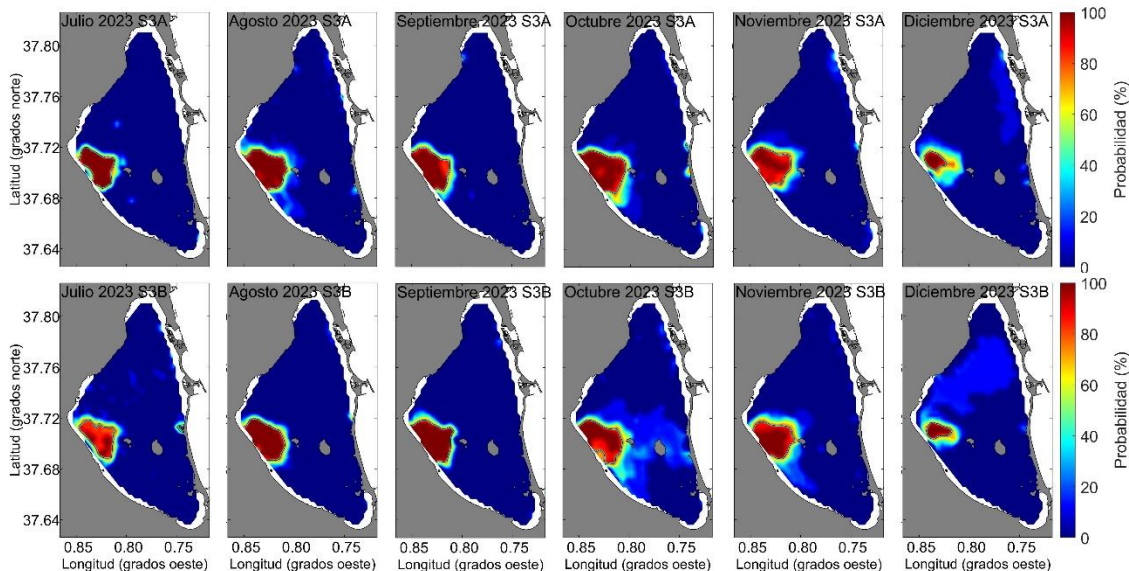 Julio 2023 S3A
Agosto 2023 S3A
Septiembre 2023 S3A
Octubre 2023 S3A
Noviembre 2023 S3A
Diciembre 2023 S3A
37.80
37.76
37.72
37.68
37.64
Latitud (grados norte)
100
80
60
40
20
0
Probabilidad (%)
Julio 2023 S3B
Agosto 2023 S3B
Septiembre 2023 S3B
Octubre 2023 S3B
Noviembre 2023 S3B
Diciembre 2023 S3B
37.80
37.76
37.72
37.68
37.64
Latitud (grados norte)
100
80
60
40
20
0
Probabilidad (%)
0.85 0.80 0.75
0.85 0.80 0.75
0.85 0.80 0.75
0.85 0.80 0.75
0.85 0.80 0.75
0.85 0.80 0.75
Longitud (grados oeste)
Longitud (grados oeste)
Longitud (grados oeste)
Longitud (grados oeste)
Longitud (grados oeste)
Longitud (grados oeste)